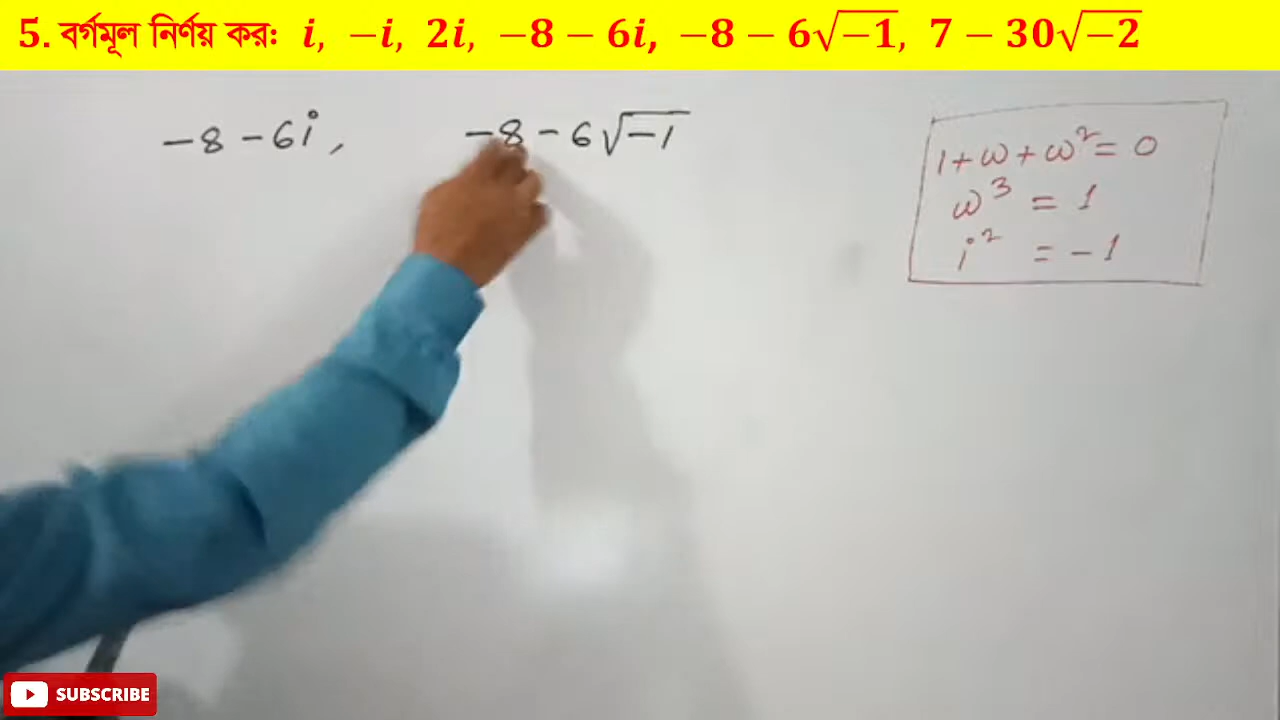 5. বর্গমূল নির্ণয় করঃ i, −i, 2i, −8 − 6i, −8 − 6√−1, 7 − 30√−2
−8 − 6i, −8 − 6√−1
1 + ω + ω² = 0
ω³ = 1
i² = −1
SUBSCRIBE